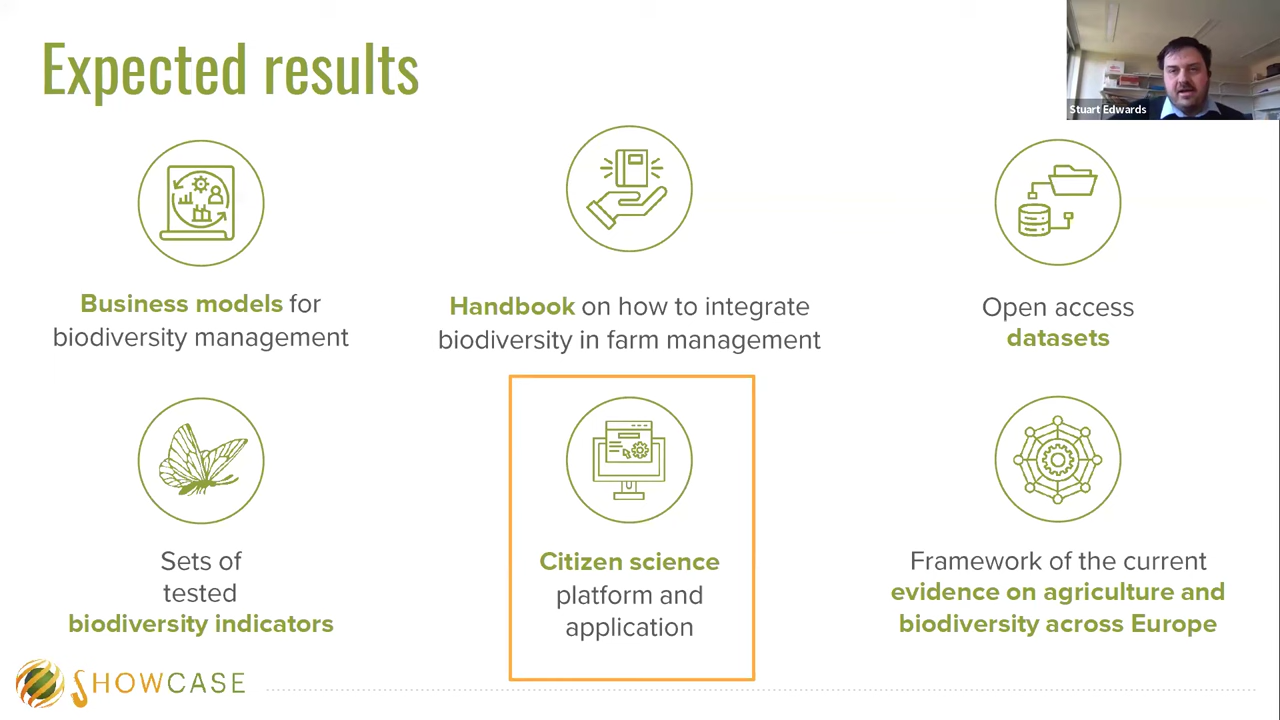 Expected results
Stuart Edwards
Business models for
biodiversity management
Handbook on how to integrate
biodiversity in farm management
Open access
datasets
Sets of
tested
biodiversity indicators
Citizen science
platform and
application
Framework of the current
evidence on agriculture and
biodiversity across Europe
SHOWCASE